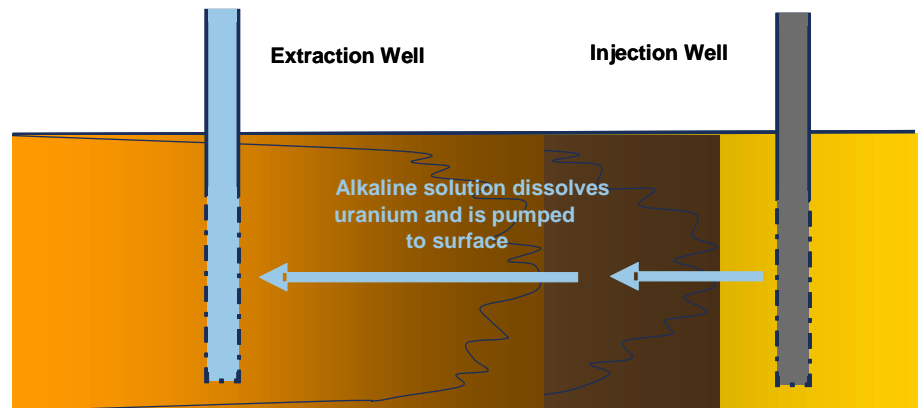 Extraction Well
Injection Well
Alkaline solution dissolves
uranium and is pumped
to surface